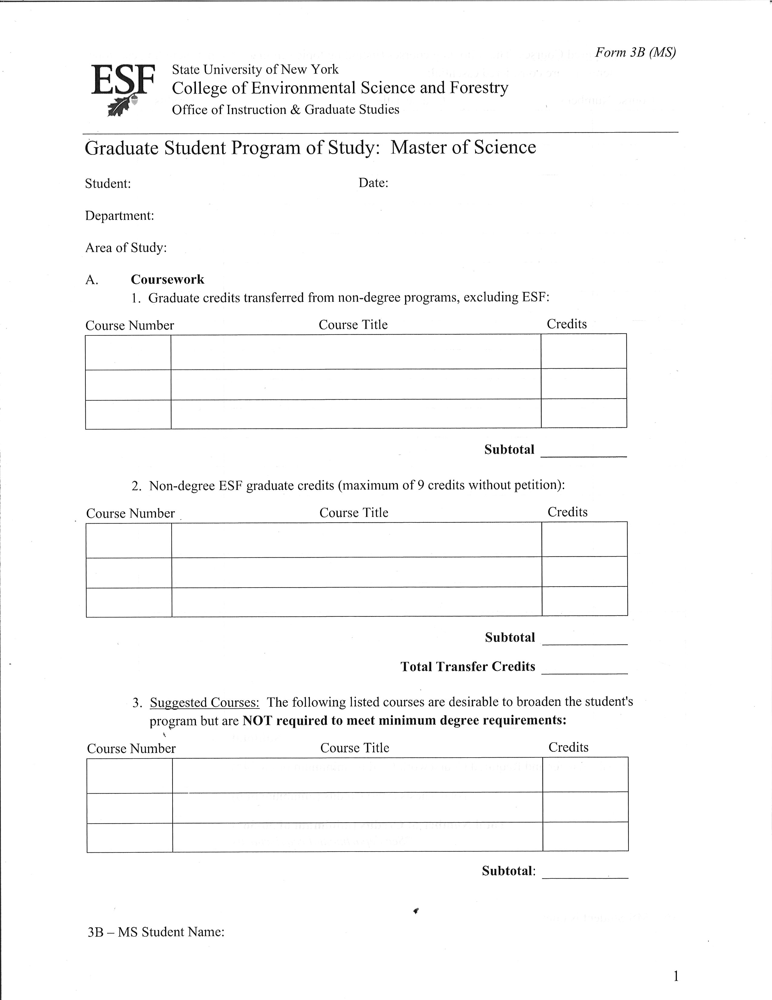 Form 3B (MS)
ESF
State University of New York
College of Environmental Science and Forestry
Office of Instruction & Graduate Studies
Graduate Student Program of Study:  Master of Science
Student: Date:
Department:
Area of Study:
A. Coursework
1. Graduate credits transferred from non-degree programs, excluding ESF:
Course Number Course Title Credits
Subtotal
2. Non-degree ESF graduate credits (maximum of 9 credits without petition):
Course Number Course Title Credits
Subtotal
Total Transfer Credits
3. Suggested Courses:  The following listed courses are desirable to broaden the student's
program but are NOT required to meet minimum degree requirements:
Course Number Course Title Credits
Subtotal:
3B – MS Student Name:
1